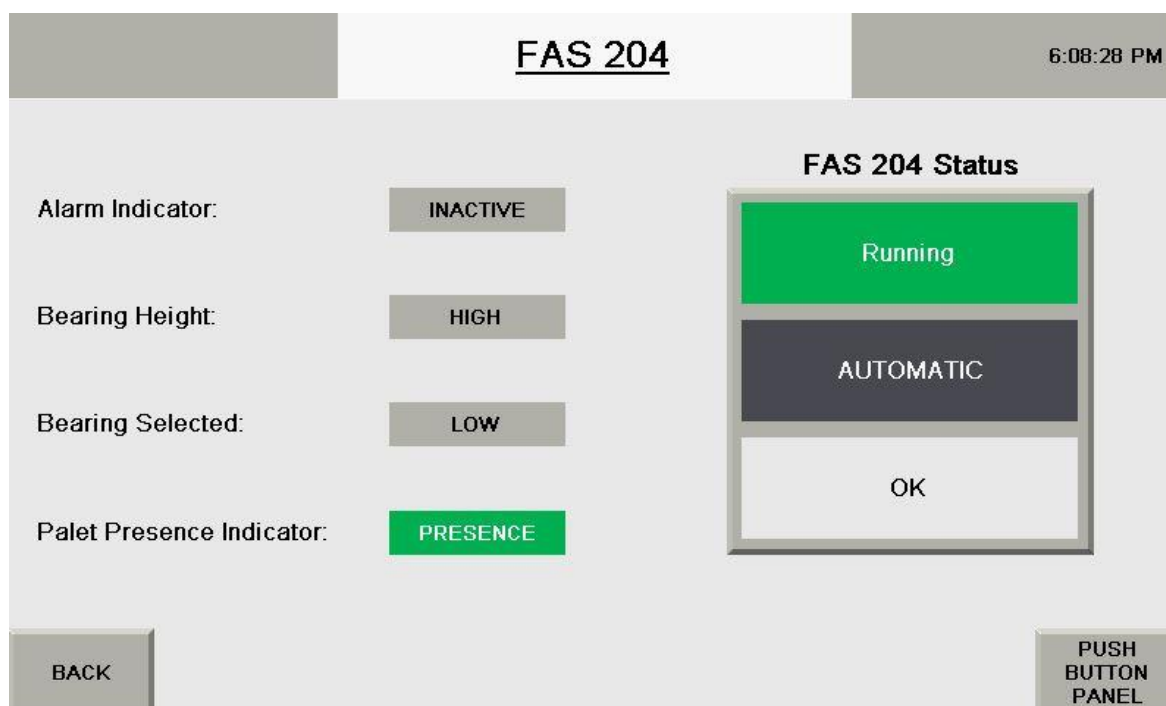 FAS 204
6:08:28 PM
FAS 204 Status
Alarm Indicator:
INACTIVE
Running
Bearing Height:
HIGH
AUTOMATIC
Bearing Selected:
LOW
OK
Palet Presence Indicator:
PRESENCE
BACK
PUSH
BUTTON
PANEL